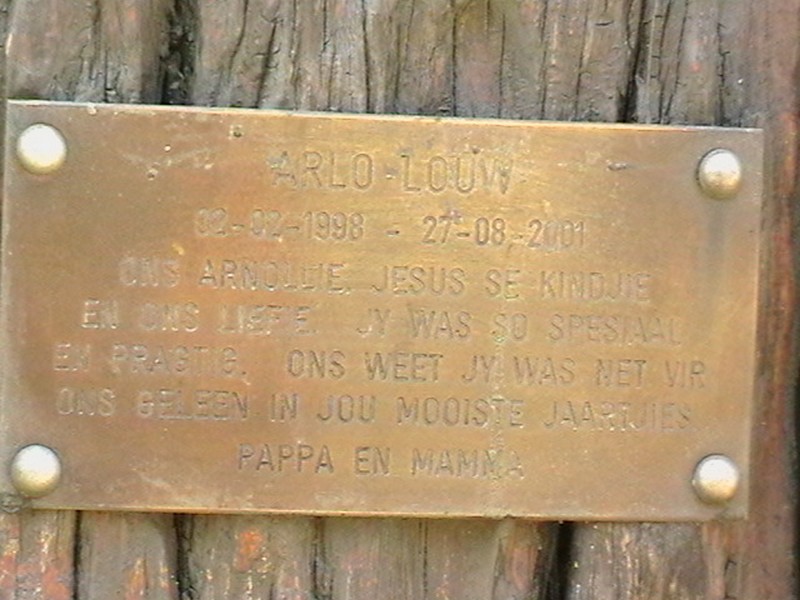 ARLO LOUW
02-02-1998 - 27-08-2001
ONS ARNOLLIE, JESUS SE KINDJIE
EN ONS LIEFIE. JY WAS SO SPESIAAL
EN PRAGTIG. ONS WEET JY WAS NET VIR
ONS GELEEN IN JOU MOOISTE JAARTJIES.
PAPPA EN MAMMA